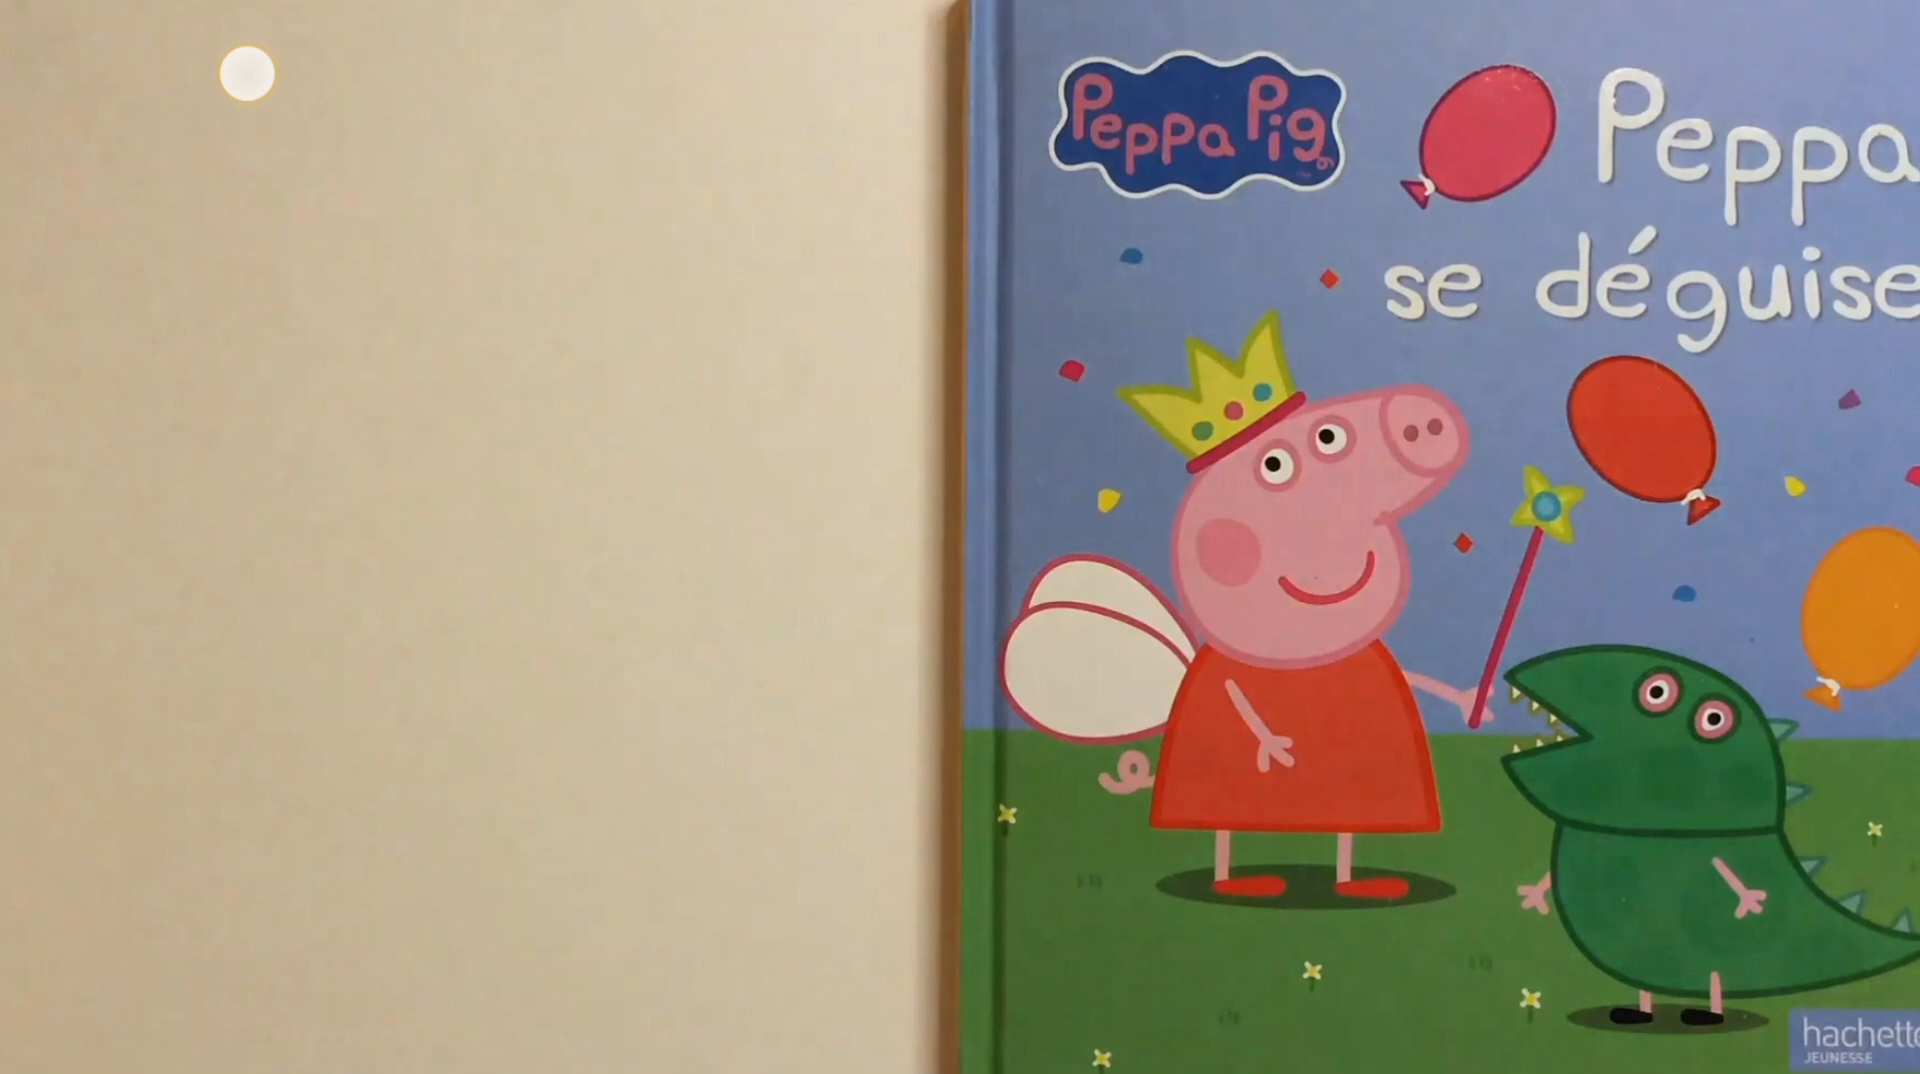 Peppa Pig
Peppa
se déguise
hachette
JEUNESSE